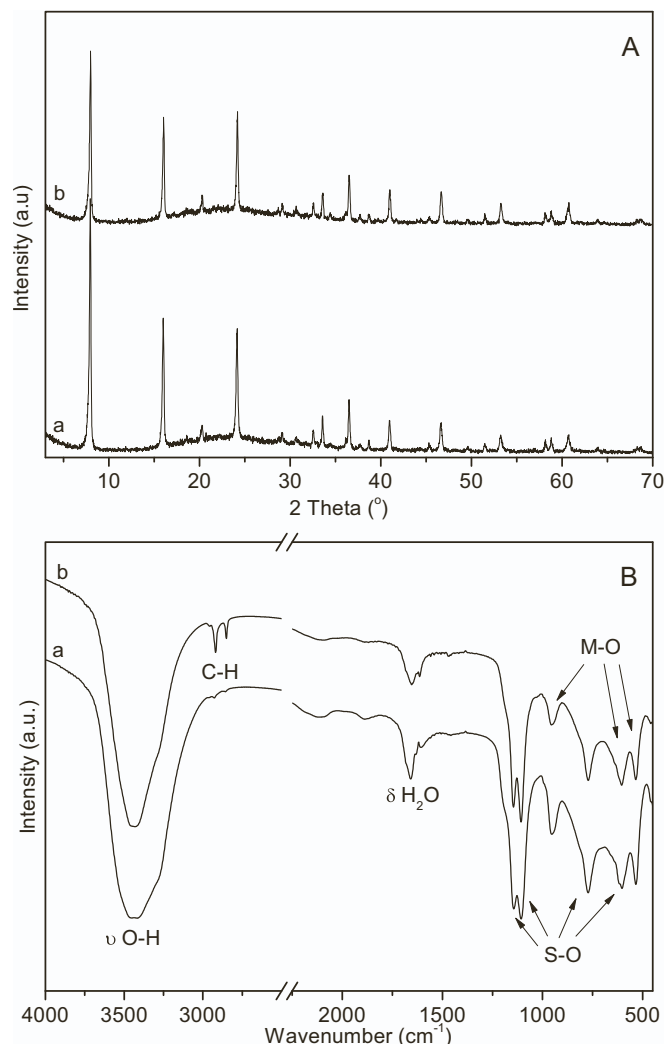 A
b
a
Intensity (a.u)
10 20 30 40 50 60 70
2 Theta (°)
B
b
a
M-O
C-H
δ H₂O
υ O-H
S-O
Intensity (a.u.)
4000 3500 3000 2000 1500 1000 500
Wavenumber (cm⁻¹)